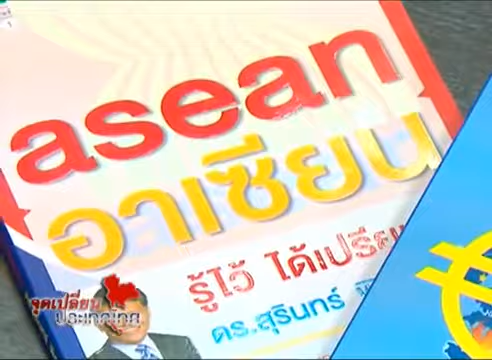 asean
อาเซียน
รู้ไว้ ได้เปรีย
ดร.สุรินทร์
จุดเปลี่ยน
ประเทศไทย